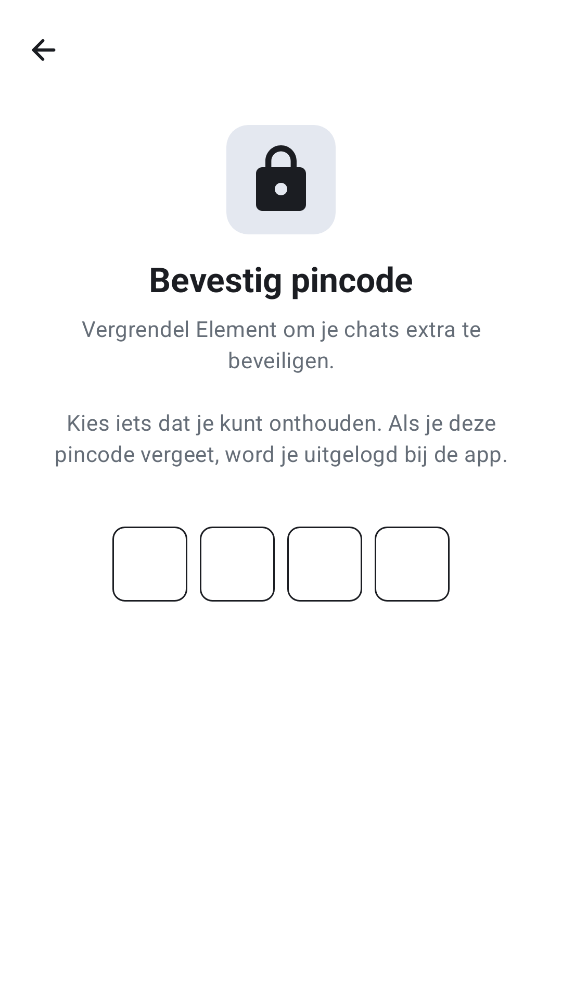 Bevestig pincode
Vergrendel Element om je chats extra te
beveiligen.
Kies iets dat je kunt onthouden. Als je deze
pincode vergeet, word je uitgelogd bij de app.